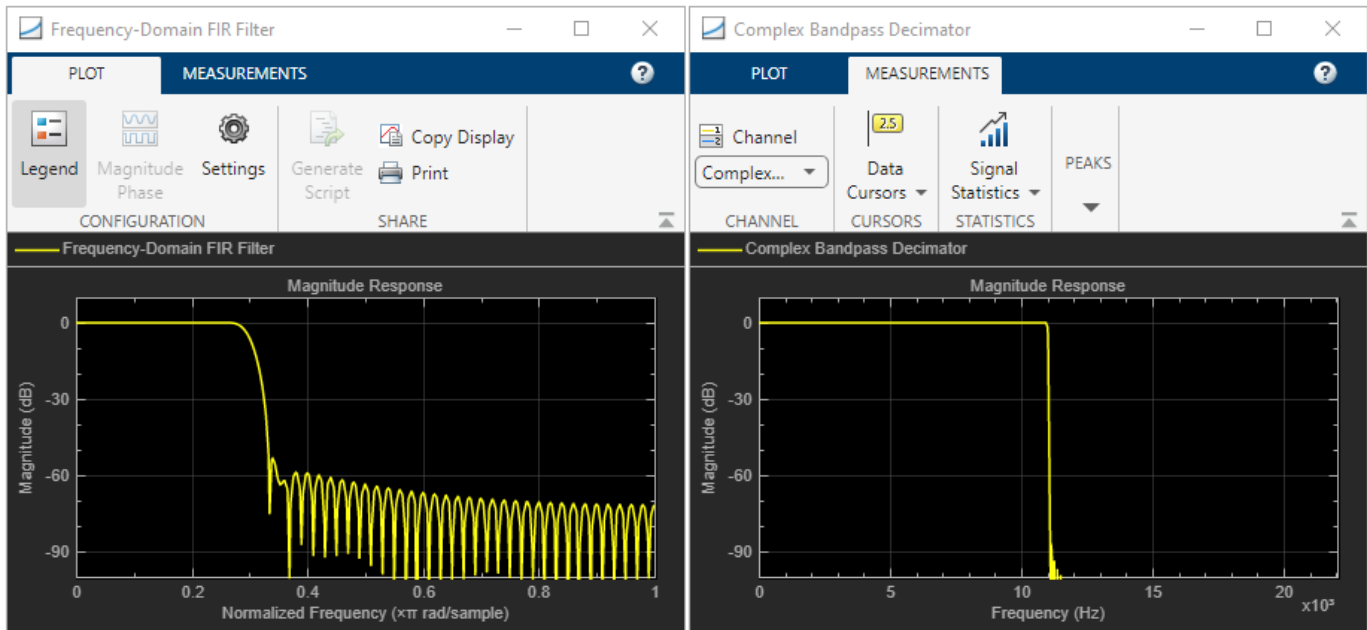 Frequency-Domain FIR Filter
PLOT MEASUREMENTS
Legend
Magnitude
Phase
Settings
Generate
Script
Copy Display
Print
CONFIGURATION SHARE
Frequency-Domain FIR Filter
Magnitude Response
0
-30
-60
-90
Magnitude (dB)
0 0.2 0.4 0.6 0.8 1
Normalized Frequency (×π rad/sample)
Complex Bandpass Decimator
PLOT MEASUREMENTS
Channel
Complex...
2.5
Data
Cursors
Signal
Statistics
PEAKS
CHANNEL CURSORS STATISTICS
Complex Bandpass Decimator
Magnitude Response
0
-30
-60
-90
Magnitude (dB)
0 5 10 15 20
×10³
Frequency (Hz)